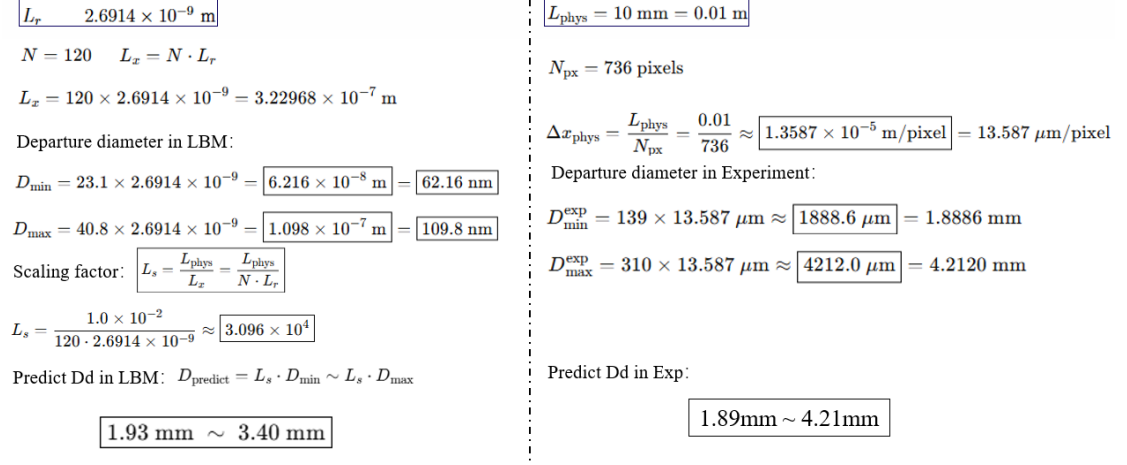 L_r 2.6914 × 10^{-9} m
N = 120 L_x = N · L_r
L_x = 120 × 2.6914 × 10^{-9} = 3.22968 × 10^{-7} m
Departure diameter in LBM:
D_min = 23.1 × 2.6914 × 10^{-9} = 6.216 × 10^{-8} m = 62.16 nm
D_max = 40.8 × 2.6914 × 10^{-9} = 1.098 × 10^{-7} m = 109.8 nm
Scaling factor: L_s = L_phys / L_x = L_phys / N · L_r
L_s = 1.0 × 10^{-2} / 120 · 2.6914 × 10^{-9} ≈ 3.096 × 10^4
Predict Dd in LBM: D_predict = L_s · D_min ∼ L_s · D_max
1.93 mm ∼ 3.40 mm
L_phys = 10 mm = 0.01 m
N_px = 736 pixels
Δx_phys = L_phys / N_px = 0.01 / 736 ≈ 1.3587 × 10^{-5} m/pixel = 13.587 μm/pixel
Departure diameter in Experiment:
D_min^exp = 139 × 13.587 μm ≈ 1888.6 μm = 1.8886 mm
D_max^exp = 310 × 13.587 μm ≈ 4212.0 μm = 4.2120 mm
Predict Dd in Exp:
1.89mm ~ 4.21mm